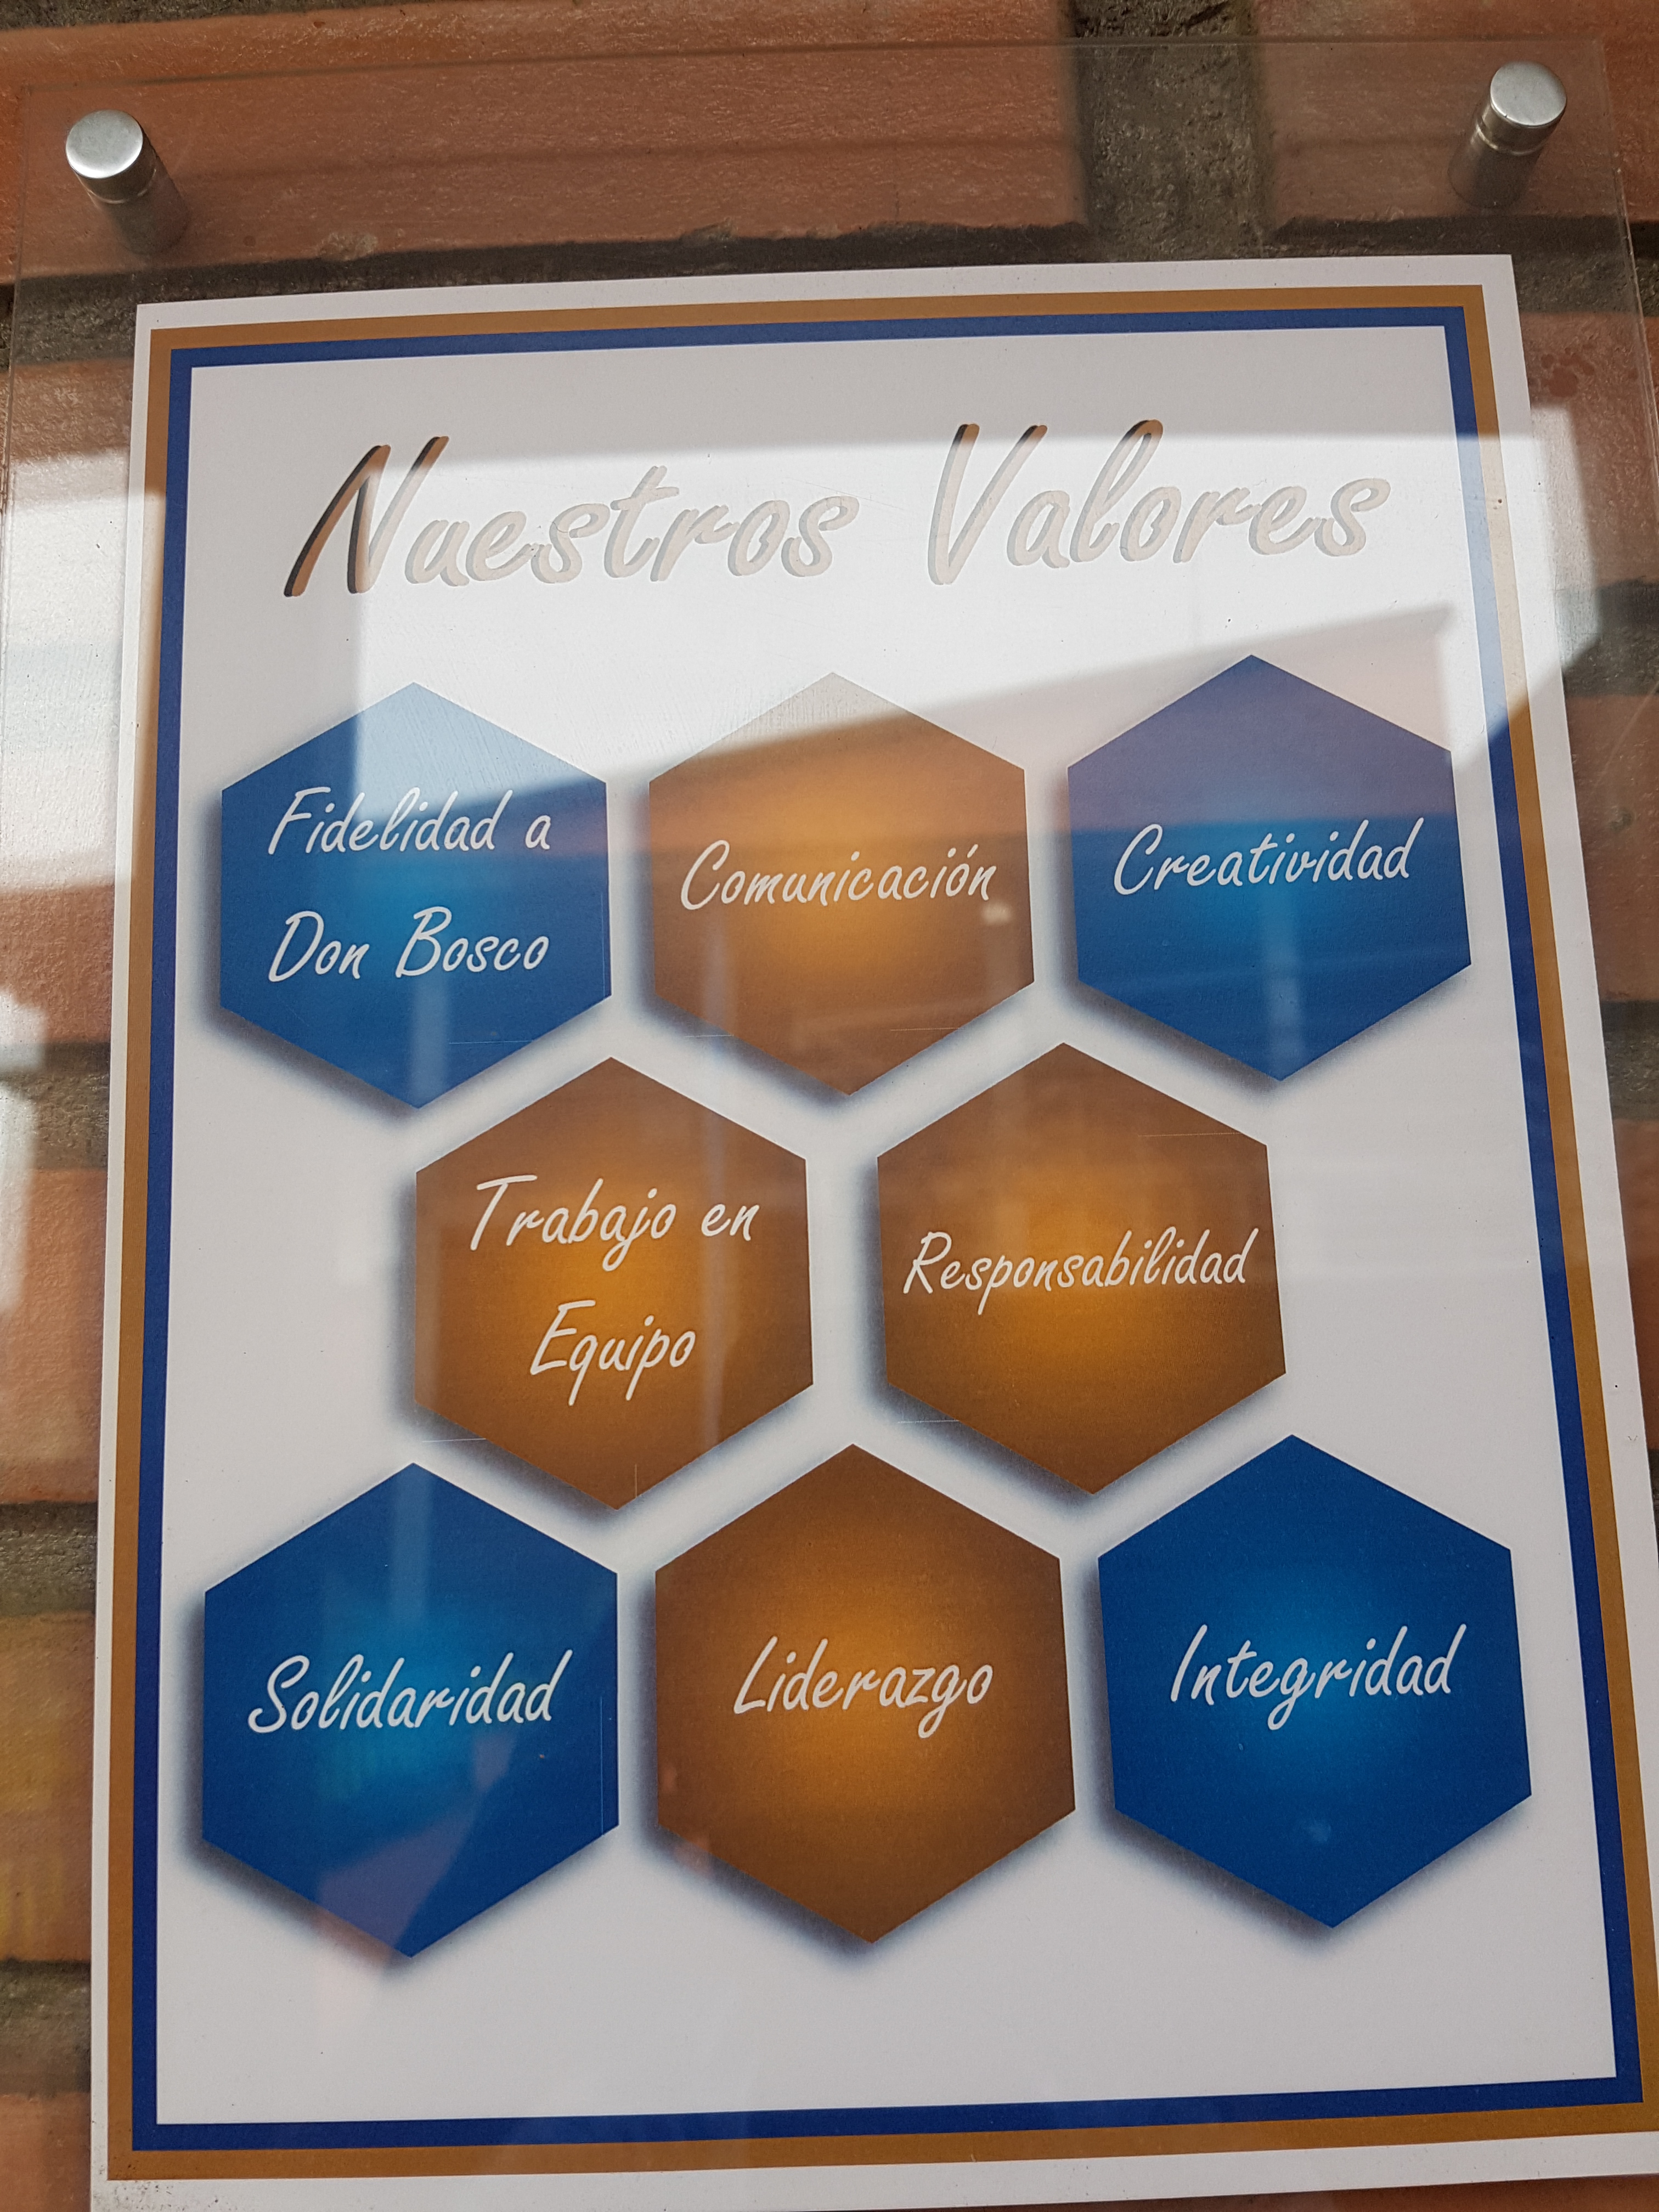 Nuestros Valores
Fidelidad a
Don Bosco
Comunicación
Creatividad
Trabajo en
Equipo
Responsabilidad
Solidaridad
Liderazgo
Integridad